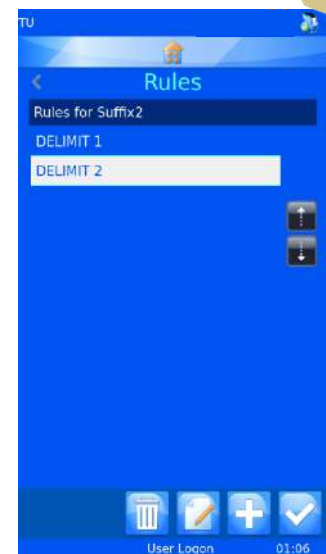 TU
Rules
Rules for Suffix2
DELIMIT 1
DELIMIT 2
User Logon 01:06